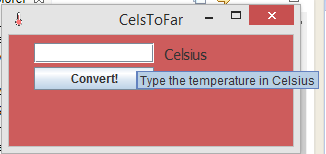 CelsToFar
Celsius
Convert!
Type the temperature in Celsius